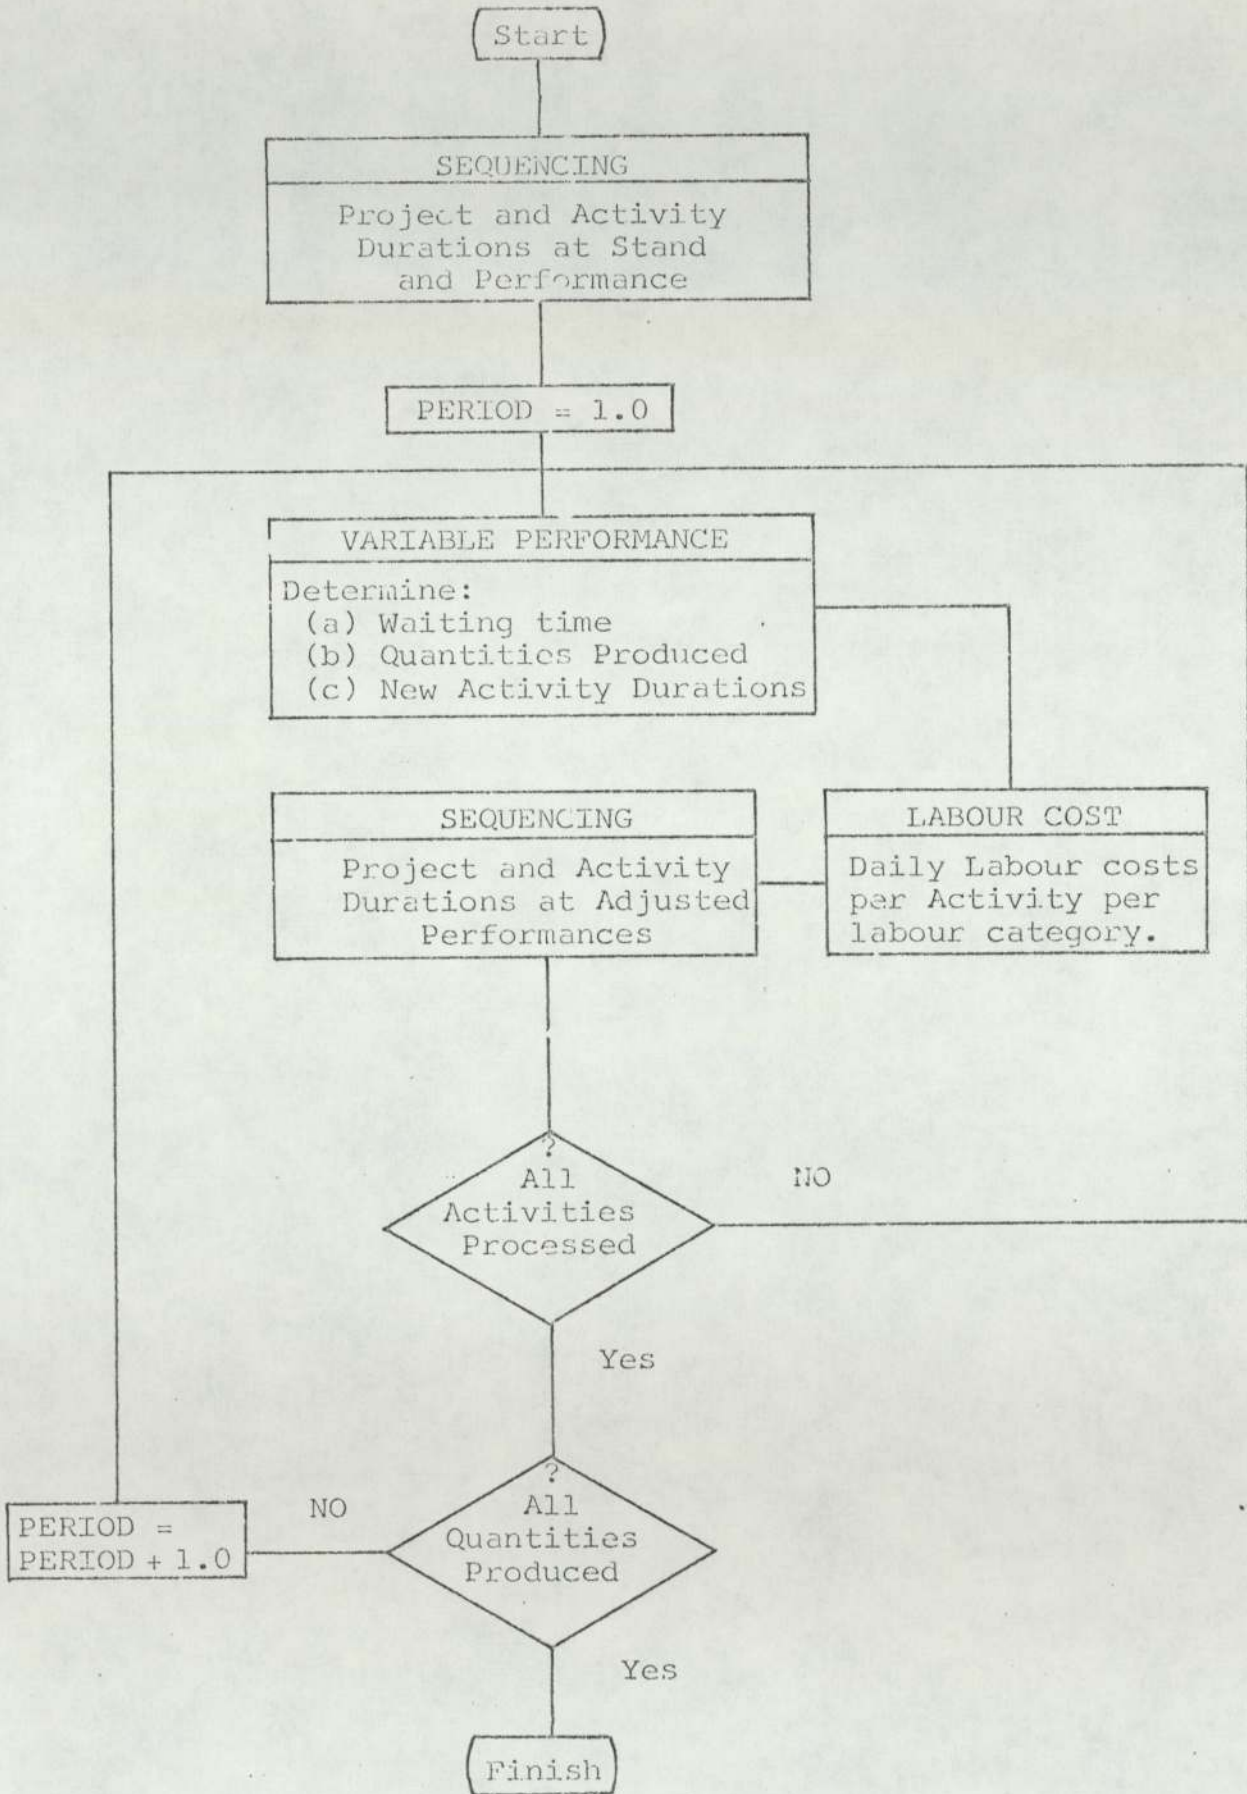 Start
SEQUENCING
Project and Activity
Durations at Stand
and Performance
PERIOD = 1.0
VARIABLE PERFORMANCE
Determine:
(a) Waiting time
(b) Quantities Produced
(c) New Activity Durations
SEQUENCING
Project and Activity
Durations at Adjusted
Performances
LABOUR COST
Daily Labour costs
per Activity per
labour category.
?
All
Activities
Processed
NO
Yes
?
All
Quantities
Produced
NO
PERIOD =
PERIOD + 1.0
Yes
Finish